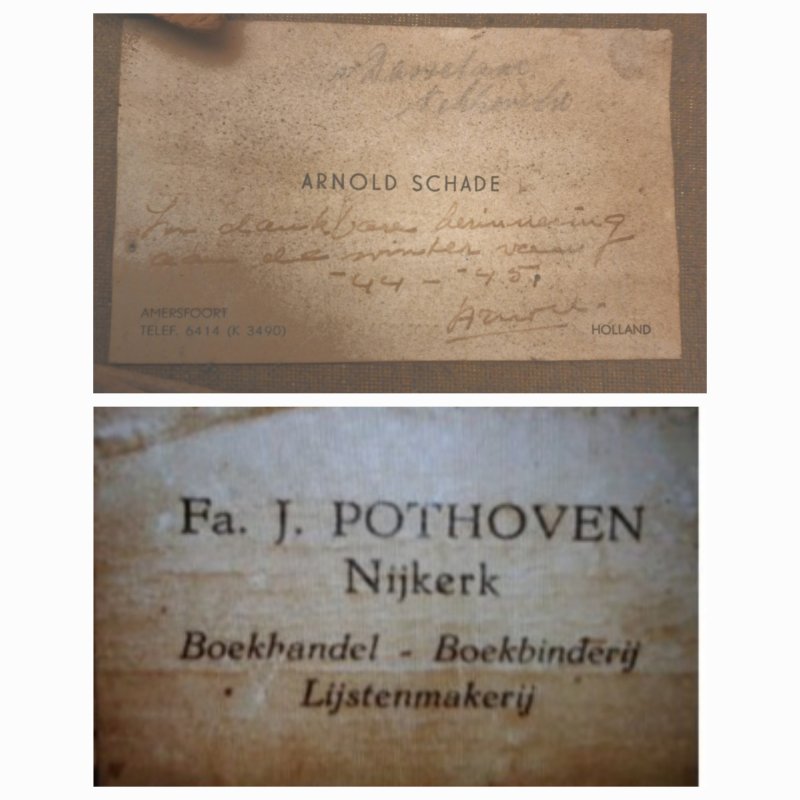 ARNOLD SCHADE
In dankbare herinnering
aan de winter van
'44 - '45.
Arnold.
AMERSFOORT
TELEF. 6414 (K 3490)
HOLLAND
Fa. J. POTHOVEN
Nijkerk
Boekhandel - Boekbinderij
Lijstenmakerij